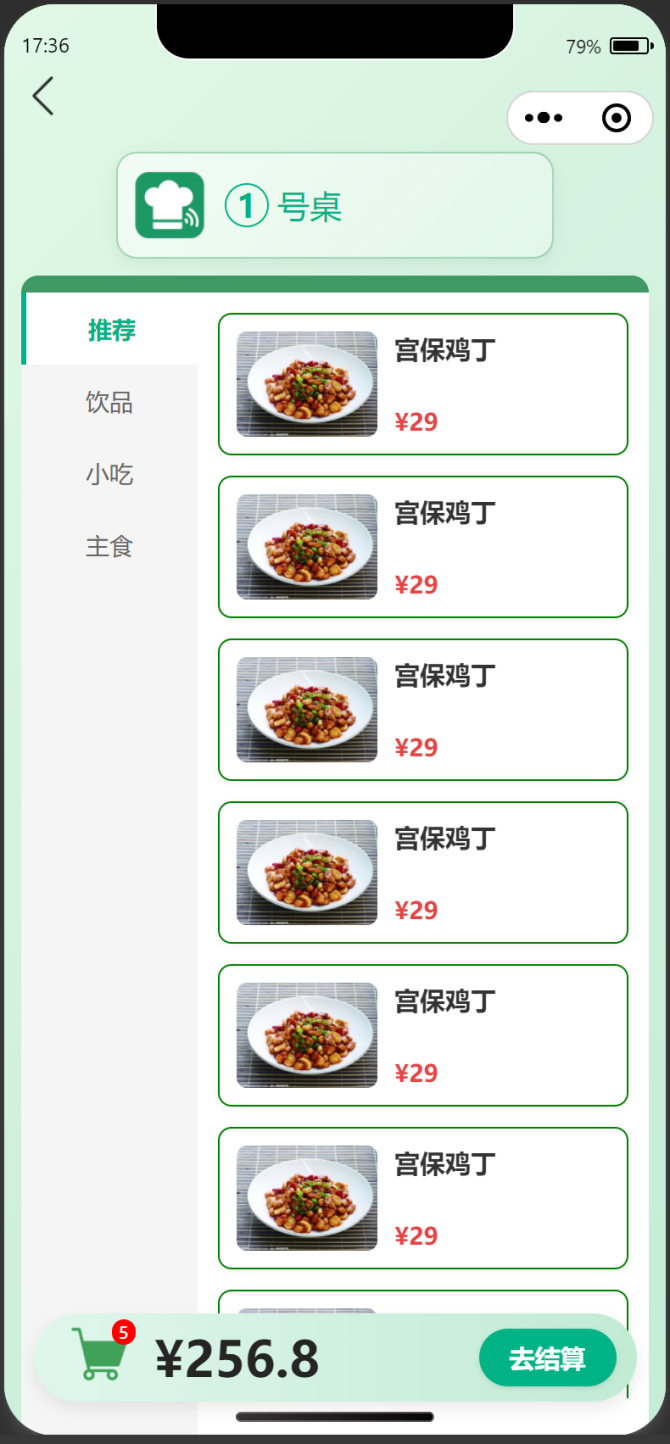 17:36
79%
1 号桌
推荐
饮品
小吃
主食
宫保鸡丁
¥29
宫保鸡丁
¥29
宫保鸡丁
¥29
宫保鸡丁
¥29
宫保鸡丁
¥29
宫保鸡丁
¥29
5
¥256.8
去结算